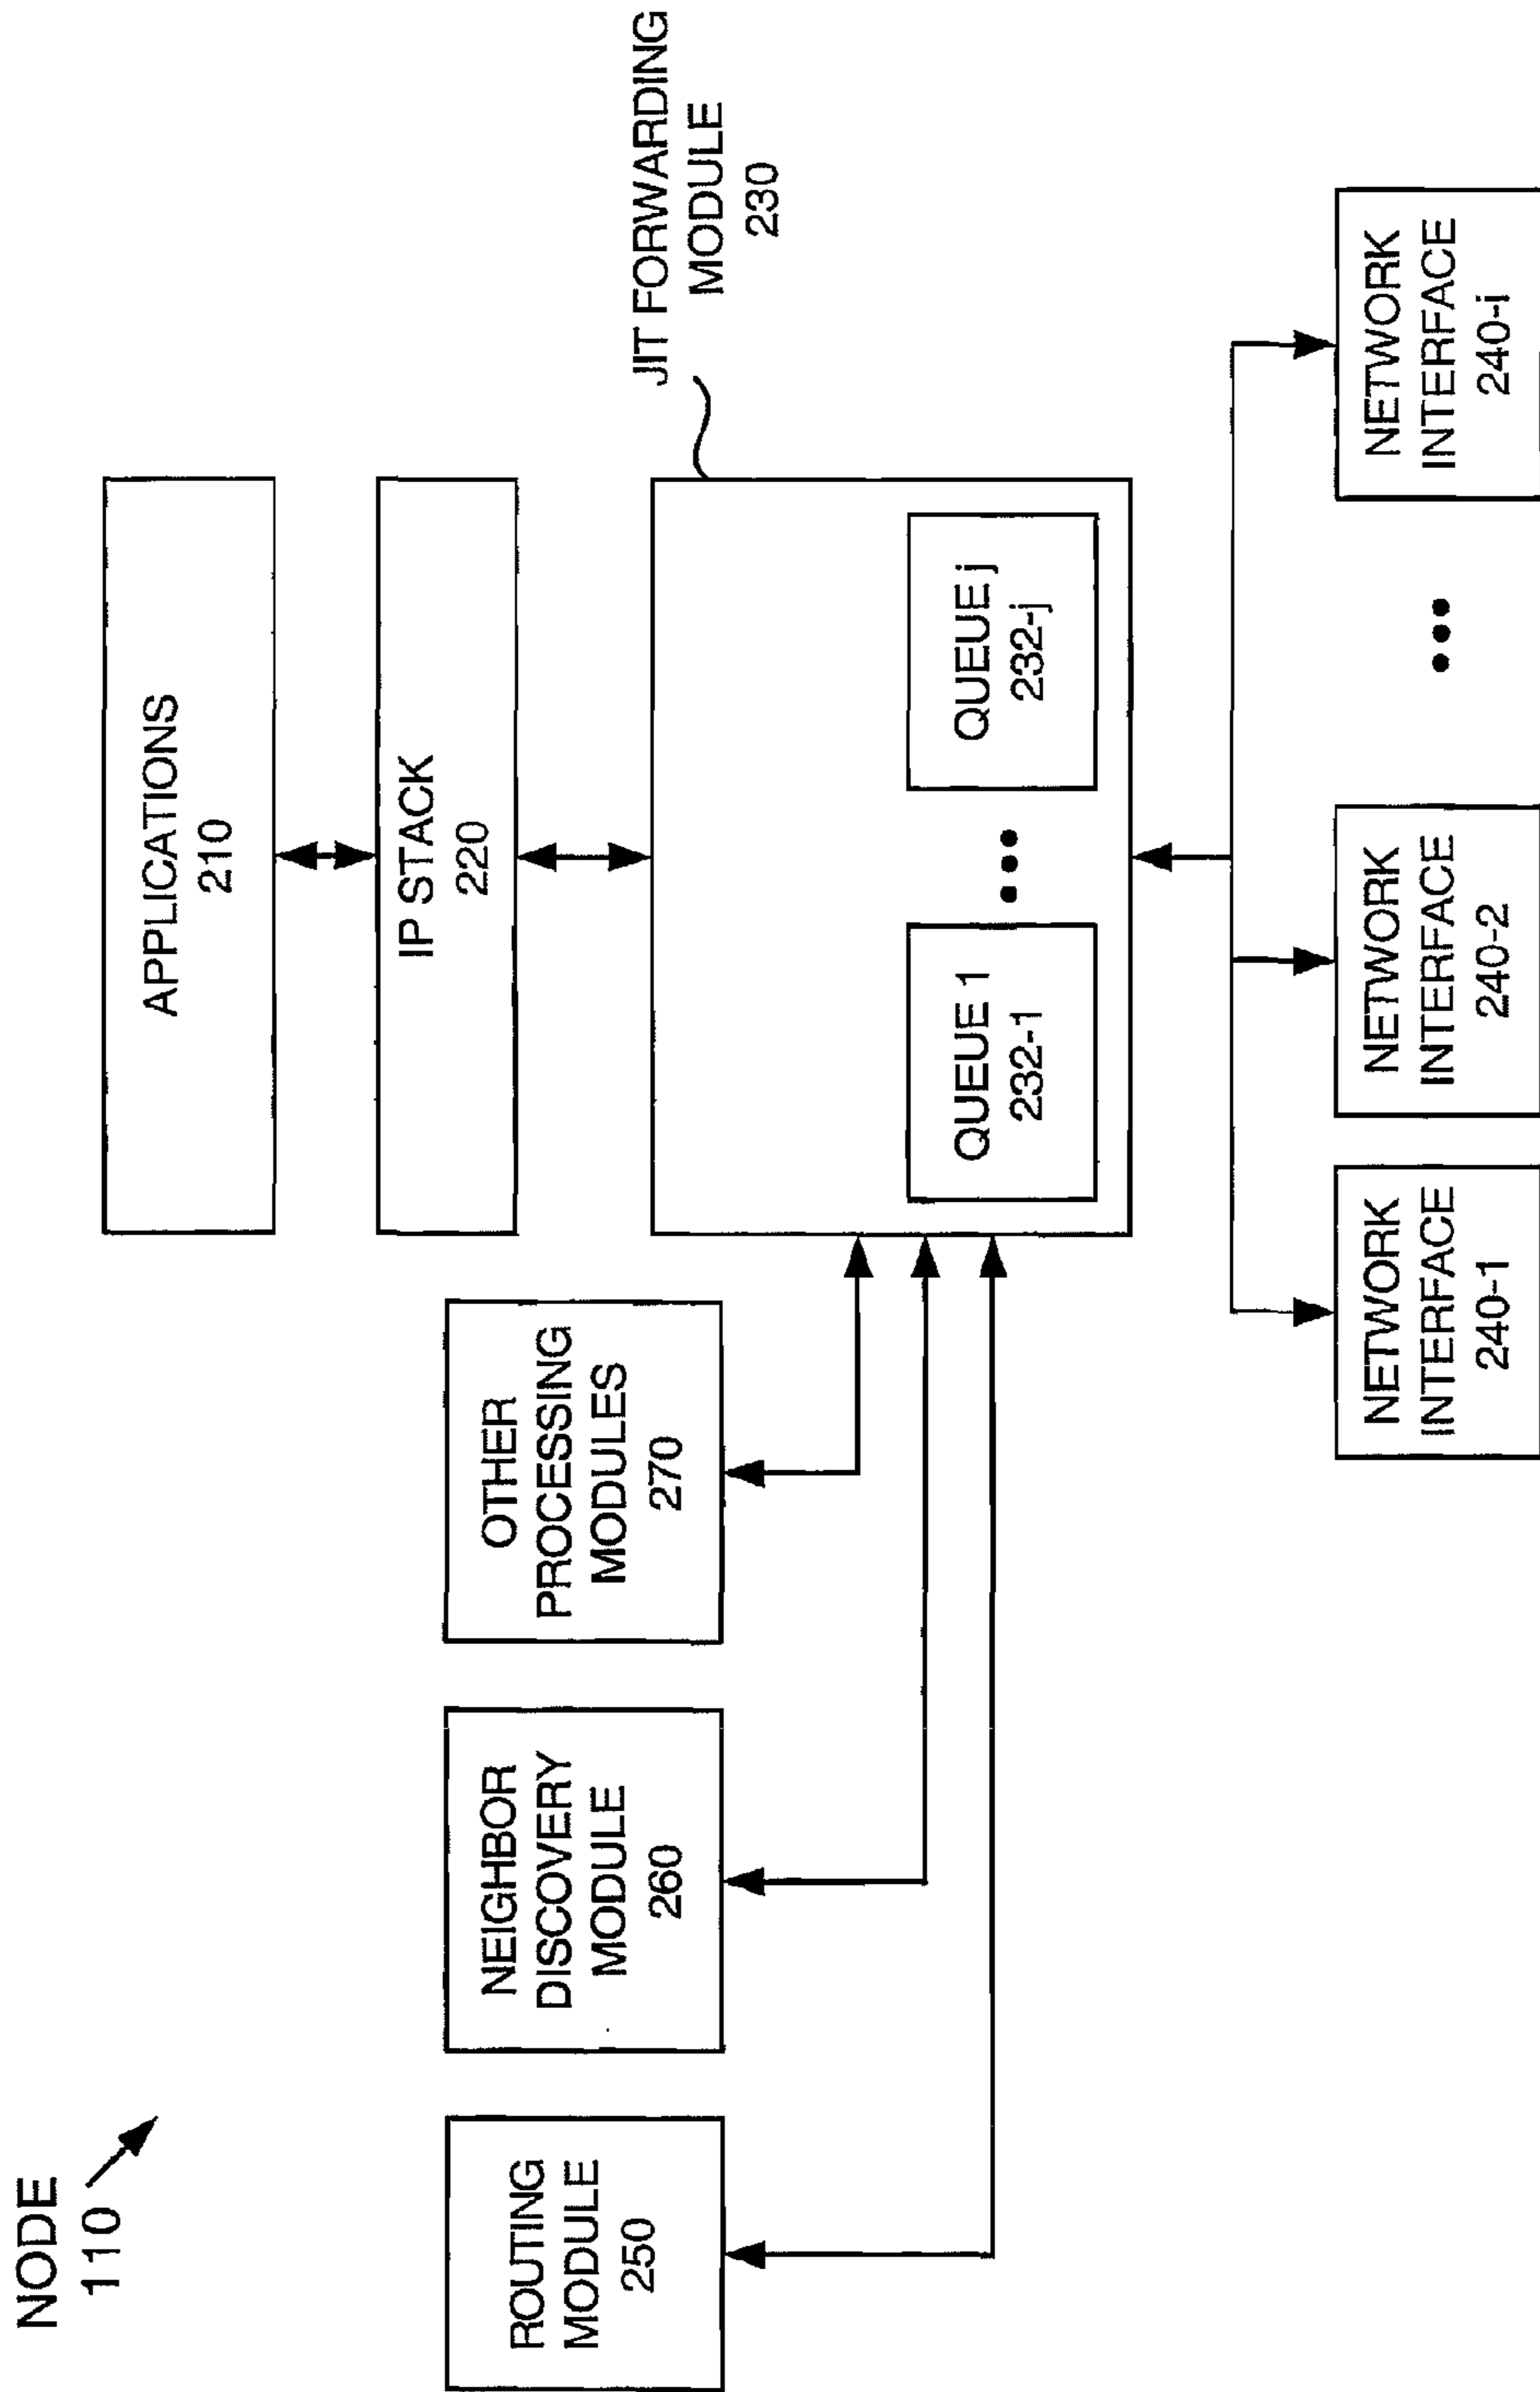 NODE
110
APPLICATIONS
210
IP STACK
220
JIT FORWARDING
MODULE
230
QUEUE 1
232-1
•••
QUEUE j
232-j
ROUTING
MODULE
250
NEIGHBOR
DISCOVERY
MODULE
260
OTHER
PROCESSING
MODULES
270
NETWORK
INTERFACE
240-1
NETWORK
INTERFACE
240-2
•••
NETWORK
INTERFACE
240-i